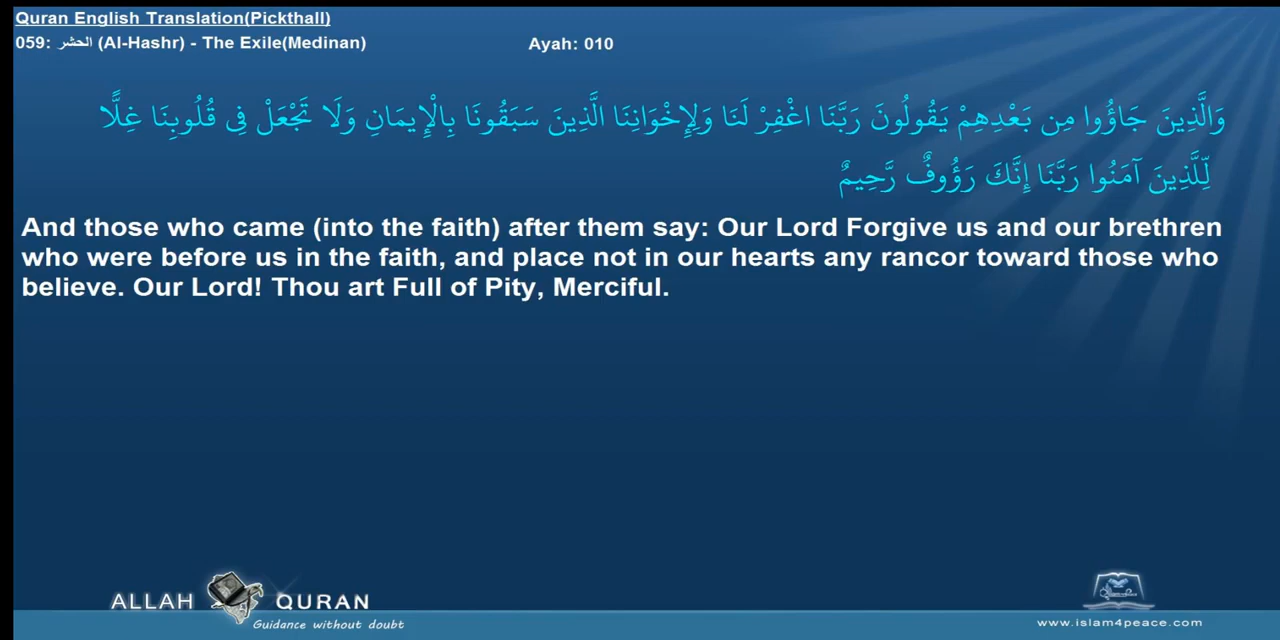 Quran English Translation(Pickthall)
059: الحشر (Al-Hashr) - The Exile(Medinan) Ayah: 010
وَالَّذِينَ جَاؤُوا مِن بَعْدِهِمْ يَقُولُونَ رَبَّنَا اغْفِرْ لَنَا وَلِإِخْوَانِنَا الَّذِينَ سَبَقُونَا بِالْإِيمَانِ وَلَا تَجْعَلْ فِي قُلُوبِنَا غِلًّا
لِّلَّذِينَ آمَنُوا رَبَّنَا إِنَّكَ رَؤُوفٌ رَّحِيمٌ
And those who came (into the faith) after them say: Our Lord Forgive us and our brethren
who were before us in the faith, and place not in our hearts any rancor toward those who
believe. Our Lord! Thou art Full of Pity, Merciful.
ALLAH QURAN
Guidance without doubt
www.islam4peace.com